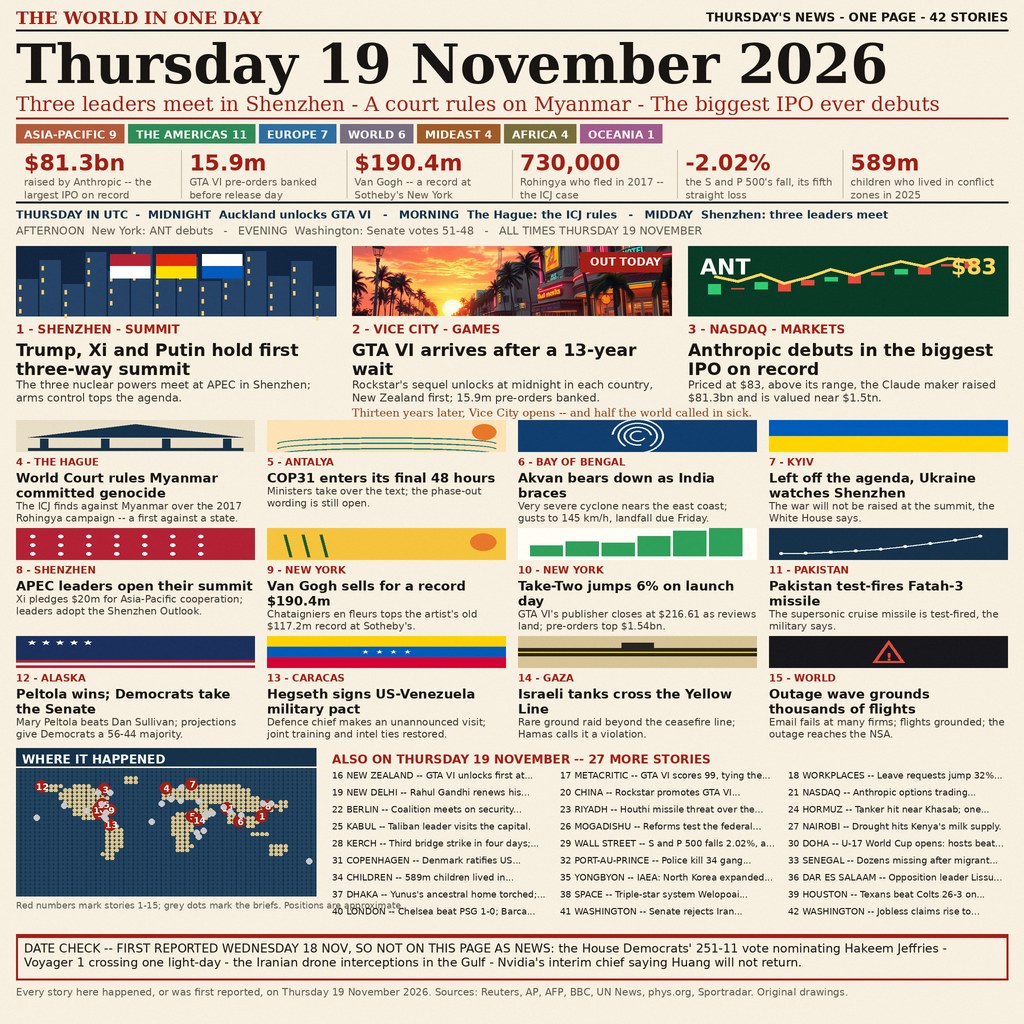 THE WORLD IN ONE DAY
THURSDAY'S NEWS - ONE PAGE - 42 STORIES
Thursday 19 November 2026
Three leaders meet in Shenzhen - A court rules on Myanmar - The biggest IPO ever debuts
ASIA-PACIFIC 9
THE AMERICAS 11
EUROPE 7
WORLD 6
MIDEAST 4
AFRICA 4
OCEANIA 1
$81.3bn
raised by Anthropic -- the
largest IPO on record
15.9m
GTA VI pre-orders banked
before release day
$190.4m
Van Gogh -- a record at
Sotheby's New York
730,000
Rohingya who fled in 2017 --
the ICJ case
-2.02%
the S and P 500's fall, its fifth
straight loss
589m
children who lived in conflict
zones in 2025
THURSDAY IN UTC - MIDNIGHT Auckland unlocks GTA VI - MORNING The Hague: the ICJ rules - MIDDAY Shenzhen: three leaders meet
AFTERNOON New York: ANT debuts - EVENING Washington: Senate votes 51-48 - ALL TIMES THURSDAY 19 NOVEMBER
HOTEL
OUT TODAY
ANT
$83
1 - SHENZHEN - SUMMIT
Trump, Xi and Putin hold first
three-way summit
The three nuclear powers meet at APEC in Shenzhen;
arms control tops the agenda.
2 - VICE CITY - GAMES
GTA VI arrives after a 13-year
wait
Rockstar's sequel unlocks at midnight in each country,
New Zealand first; 15.9m pre-orders banked.
Thirteen years later, Vice City opens -- and half the world called in sick.
3 - NASDAQ - MARKETS
Anthropic debuts in the biggest
IPO on record
Priced at $83, above its range, the Claude maker raised
$81.3bn and is valued near $1.5tn.
4 - THE HAGUE
World Court rules Myanmar
committed genocide
The ICJ finds against Myanmar over the 2017
Rohingya campaign -- a first against a state.
5 - ANTALYA
COP31 enters its final 48 hours
Ministers take over the text; the phase-out
wording is still open.
6 - BAY OF BENGAL
Akvan bears down as India
braces
Very severe cyclone near the east coast;
gusts to 145 km/h, landfall due Friday.
7 - KYIV
Left off the agenda, Ukraine
watches Shenzhen
The war will not be raised at the summit, the
White House says.
8 - SHENZHEN
APEC leaders open their summit
Xi pledges $20m for Asia-Pacific cooperation;
leaders adopt the Shenzhen Outlook.
9 - NEW YORK
Van Gogh sells for a record
$190.4m
Chataigniers en fleurs tops the artist's old
$117.2m record at Sotheby's.
10 - NEW YORK
Take-Two jumps 6% on launch
day
GTA VI's publisher closes at $216.61 as reviews
land; pre-orders top $1.54bn.
11 - PAKISTAN
Pakistan test-fires Fatah-3
missile
The supersonic cruise missile is test-fired, the
military says.
12 - ALASKA
Peltola wins; Democrats take
the Senate
Mary Peltola beats Dan Sullivan; projections
give Democrats a 56-44 majority.
13 - CARACAS
Hegseth signs US-Venezuela
military pact
Defence chief makes an unannounced visit;
joint training and intel ties restored.
14 - GAZA
Israeli tanks cross the Yellow
Line
Rare ground raid beyond the ceasefire line;
Hamas calls it a violation.
15 - WORLD
Outage wave grounds
thousands of flights
Email fails at many firms; flights grounded; the
outage reaches the NSA.
WHERE IT HAPPENED
12
3
4
7
13
14
6
1
Red numbers mark stories 1-15; grey dots mark the briefs. Positions are approximate.
ALSO ON THURSDAY 19 NOVEMBER -- 27 MORE STORIES
16 NEW ZEALAND -- GTA VI unlocks first at...
17 METACRITIC -- GTA VI scores 99, tying the...
18 WORKPLACES -- Leave requests jump 32%...
19 NEW DELHI -- Rahul Gandhi renews his...
20 CHINA -- Rockstar promotes GTA VI...
21 NASDAQ -- Anthropic options trading...
22 BERLIN -- Coalition meets on security...
23 RIYADH -- Houthi missile threat over the...
24 HORMUZ -- Tanker hit near Khasab; one...
25 KABUL -- Taliban leader visits the capital.
26 MOGADISHU -- Reforms test the federal...
27 NAIROBI -- Drought hits Kenya's milk supply.
28 KERCH -- Third bridge strike in four days;...
29 WALL STREET -- S and P 500 falls 2.02%, a...
30 DOHA -- U-17 World Cup opens: hosts beat...
31 COPENHAGEN -- Denmark ratifies US...
32 PORT-AU-PRINCE -- Police kill 34 gang...
33 SENEGAL -- Dozens missing after migrant...
34 CHILDREN -- 589m children lived in...
35 YONGBYON -- IAEA: North Korea expanded...
36 DAR ES SALAAM -- Opposition leader Lissu...
37 DHAKA -- Yunus's ancestral home torched;...
38 SPACE -- Triple-star system Welopoai...
39 HOUSTON -- Texans beat Colts 26-3 on...
40 LONDON -- Chelsea beat PSG 1-0; Barca...
41 WASHINGTON -- Senate rejects Iran...
42 WASHINGTON -- Jobless claims rise to...
DATE CHECK -- FIRST REPORTED WEDNESDAY 18 NOV, SO NOT ON THIS PAGE AS NEWS: the House Democrats' 251-11 vote nominating Hakeem Jeffries -
Voyager 1 crossing one light-day - the Iranian drone interceptions in the Gulf - Nvidia's interim chief saying Huang will not return.
Every story here happened, or was first reported, on Thursday 19 November 2026. Sources: Reuters, AP, AFP, BBC, UN News, phys.org, Sportradar. Original drawings.